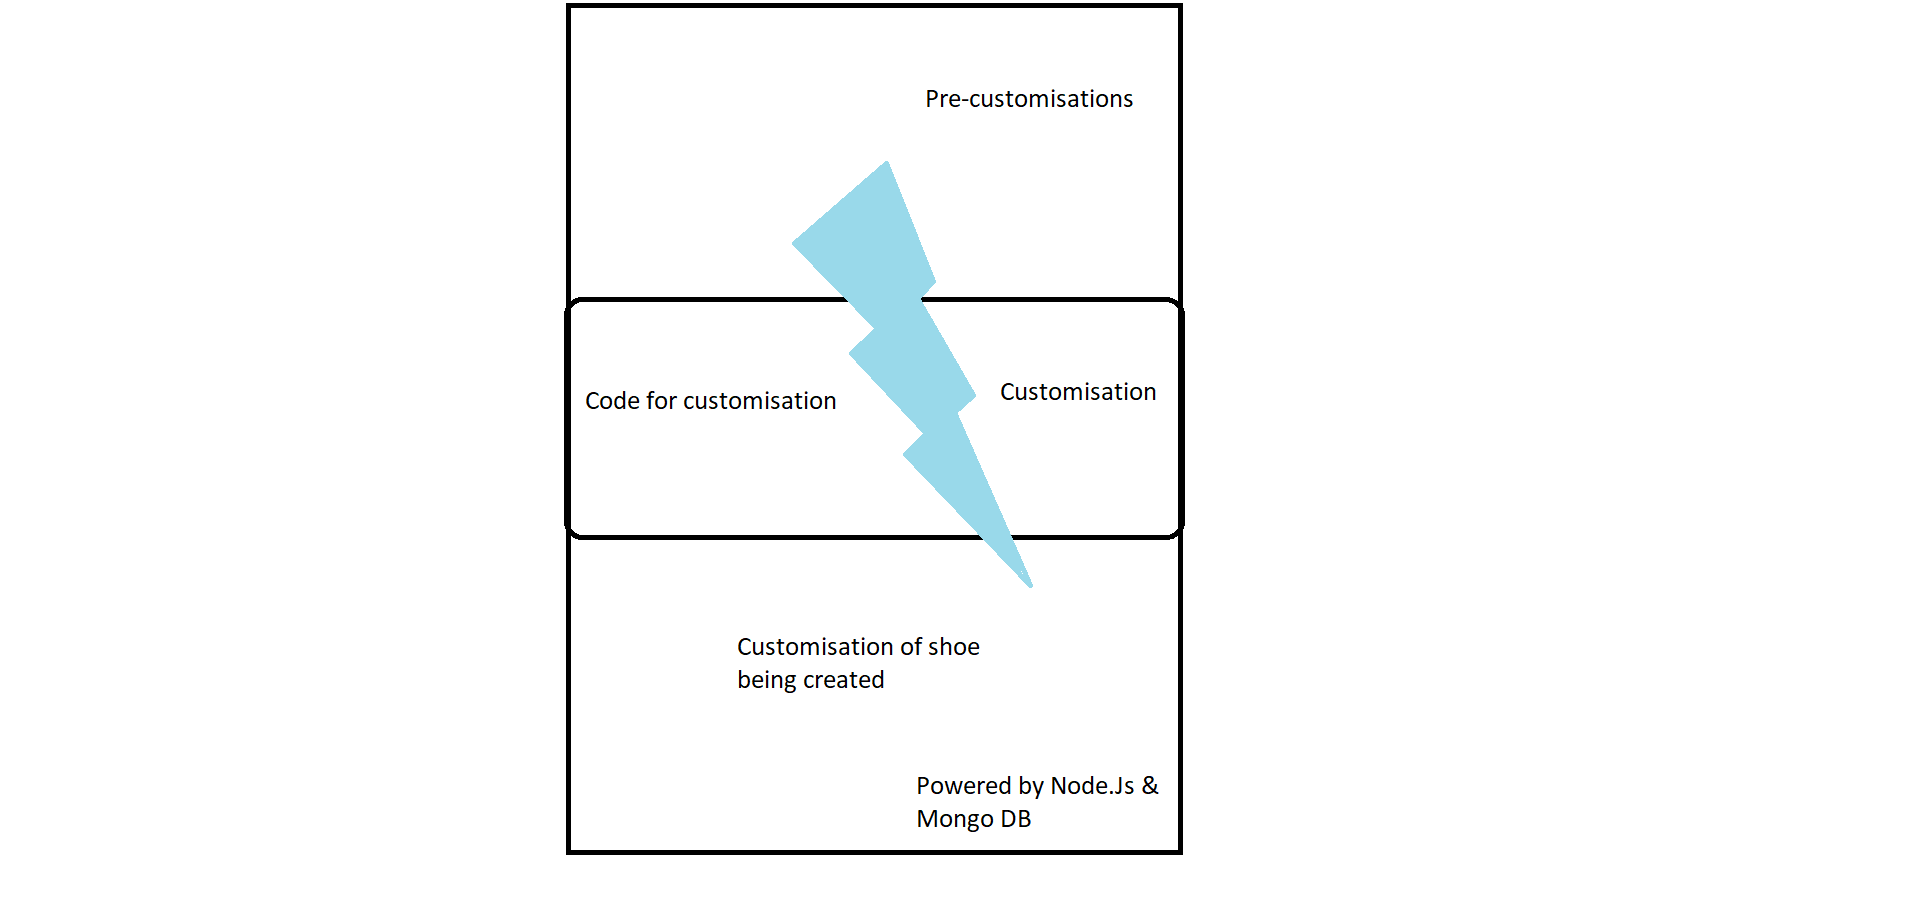 Pre-customisations
Code for customisation
Customisation
Customisation of shoe
being created
Powered by Node.Js &
Mongo DB